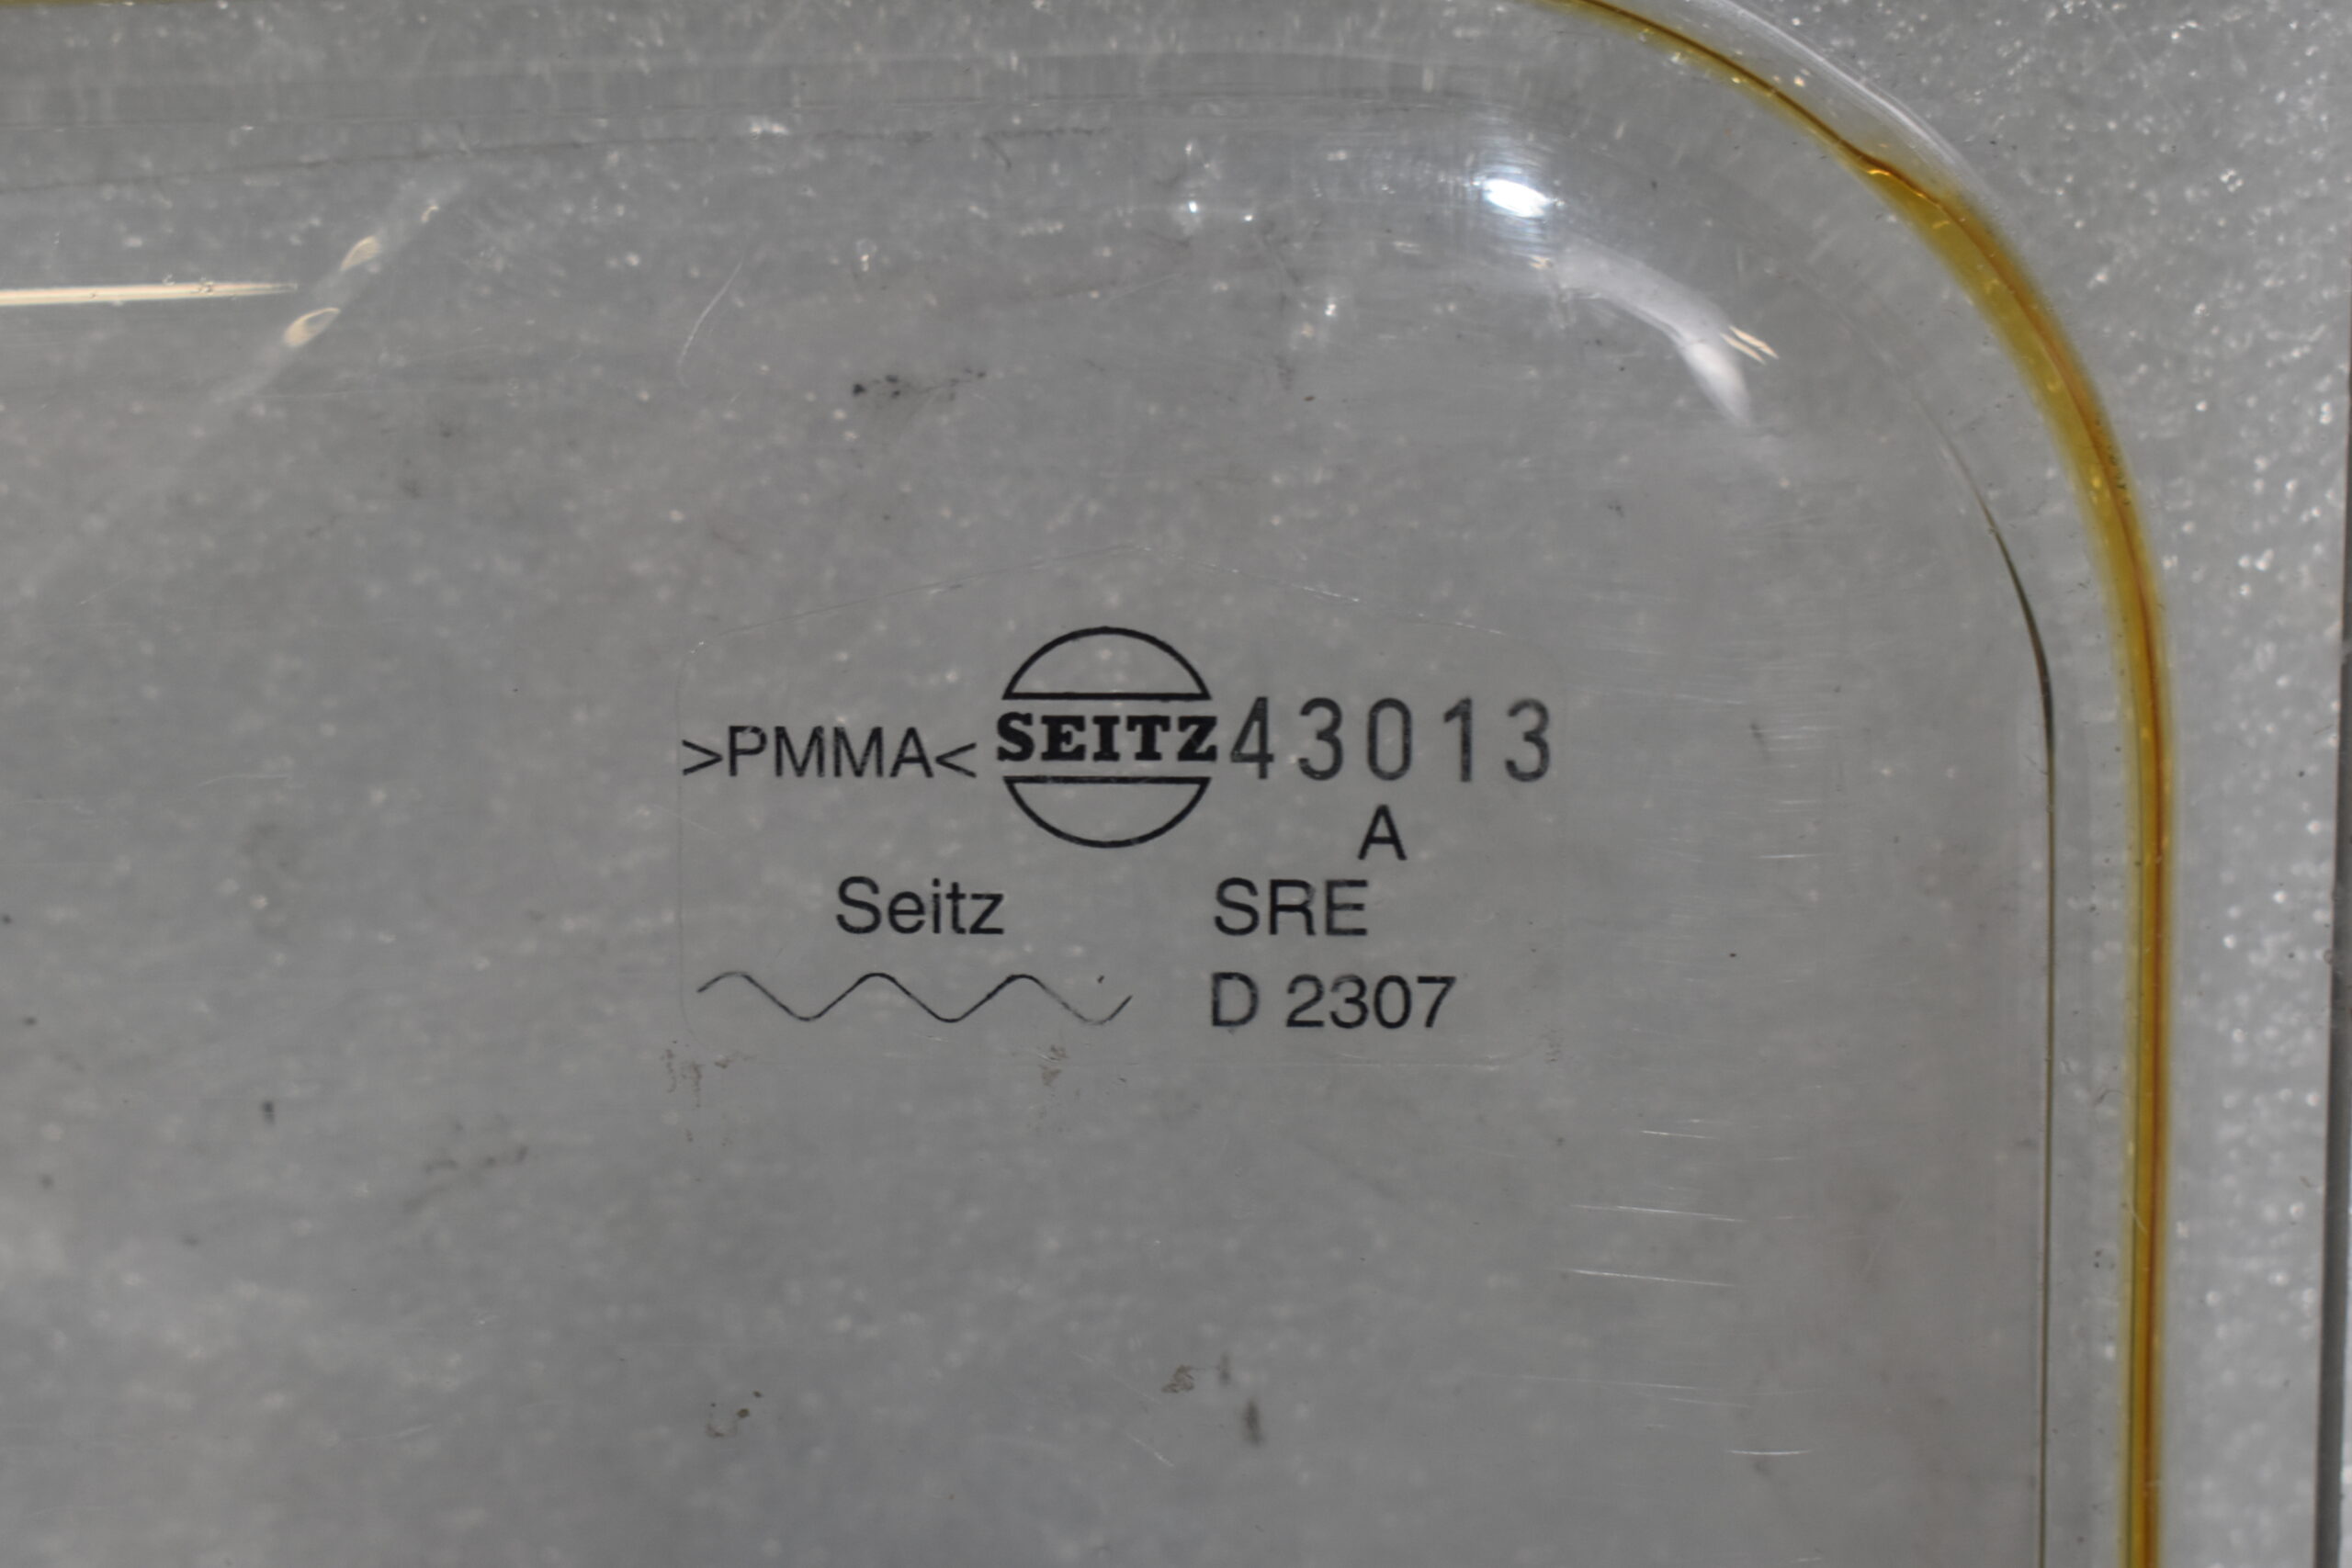 >PMMA< SEITZ 43013
A
Seitz SRE
D 2307